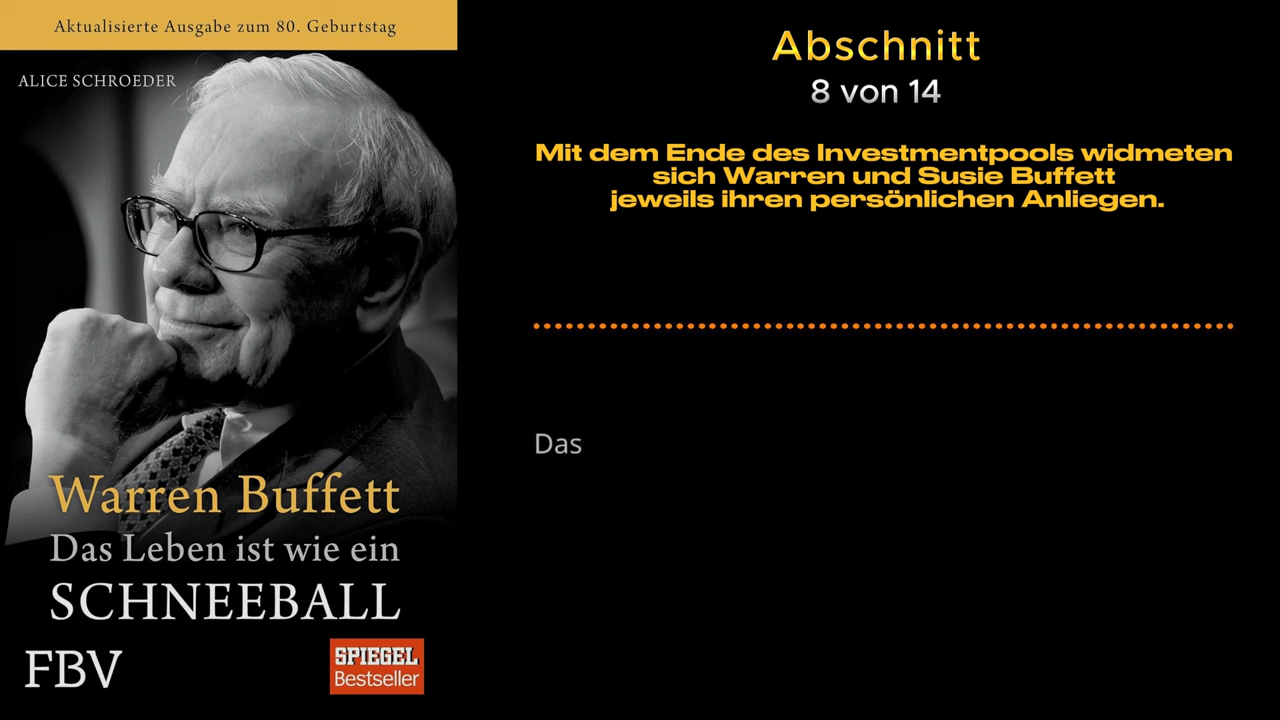 Aktualisierte Ausgabe zum 80. Geburtstag
ALICE SCHROEDER
Warren Buffett
Das Leben ist wie ein
SCHNEEBALL
FBV
SPIEGEL
Bestseller
Abschnitt
8 von 14
Mit dem Ende des Investmentpools widmeten
sich Warren und Susie Buffett
jeweils ihren persönlichen Anliegen.
Das